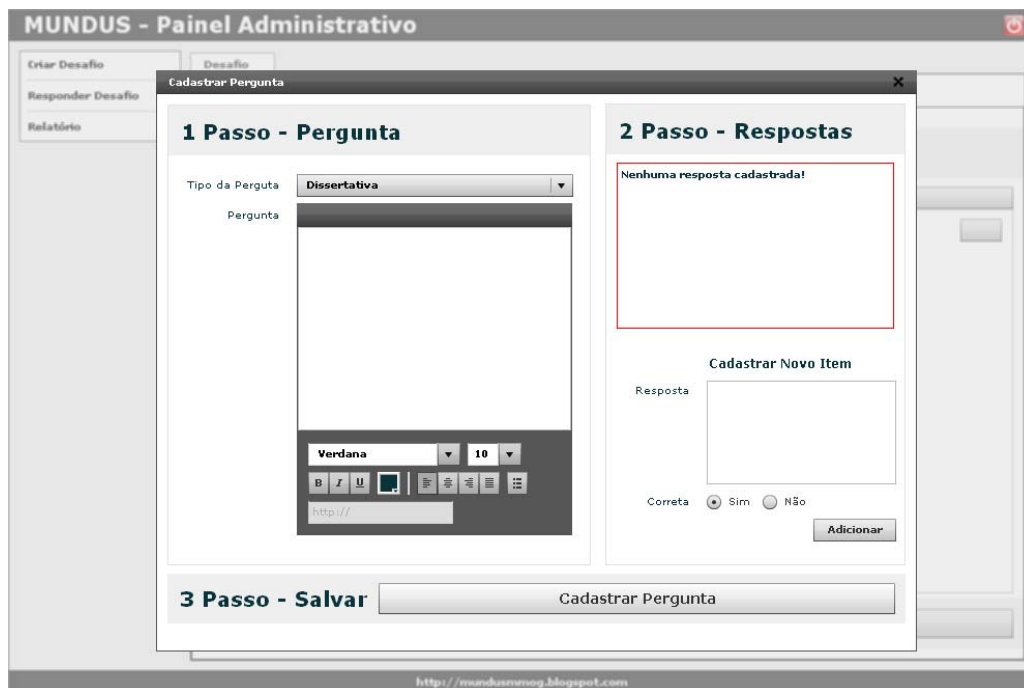 MUNDUS - Painel Administrativo
Criar Desafio
Desafio
Responder Desafio
Relatório
Cadastrar Pergunta
1 Passo - Pergunta
Tipo da Perguta
Dissertativa
Pergunta
Verdana
10
B I U
http://
2 Passo - Respostas
Nenhuma resposta cadastrada!
Cadastrar Novo Item
Resposta
Correta
Sim
Não
Adicionar
3 Passo - Salvar
Cadastrar Pergunta
http://mundusmmog.blogspot.com